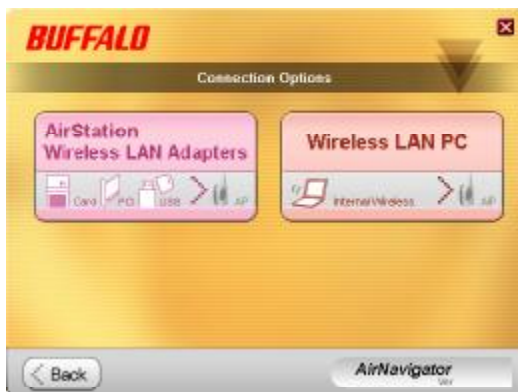 BUFFALO
Connection Options
AirStation
Wireless LAN Adapters
Card PCI USB AP
Wireless LAN PC
Internal Wireless AP
Back
AirNavigator
Ver